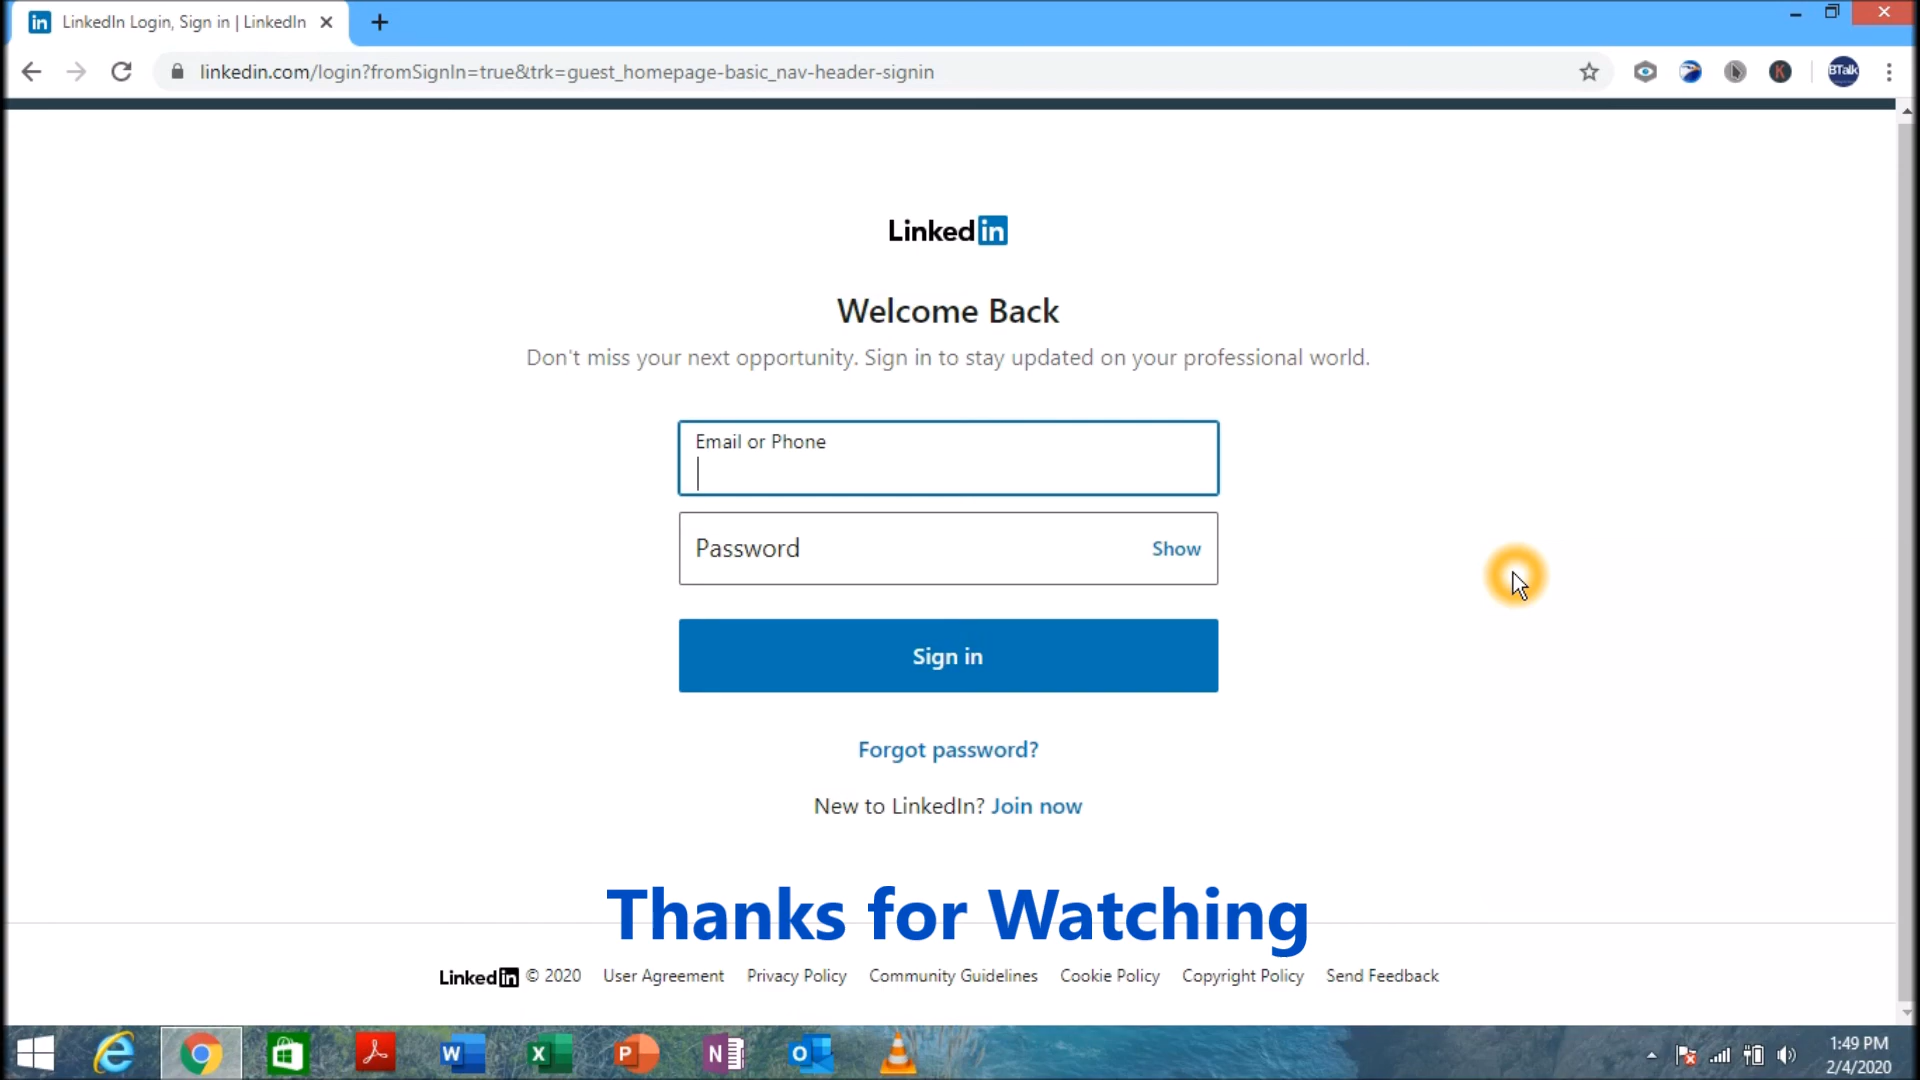 LinkedIn Login, Sign in | LinkedIn
linkedin.com/login?fromSignIn=true&trk=guest_homepage-basic_nav-header-signin
BTalk
Linked in
Welcome Back
Don't miss your next opportunity. Sign in to stay updated on your professional world.
Email or Phone
Password Show
Sign in
Forgot password?
New to LinkedIn? Join now
Thanks for Watching
Linked in © 2020 User Agreement Privacy Policy Community Guidelines Cookie Policy Copyright Policy Send Feedback
1:49 PM
2/4/2020